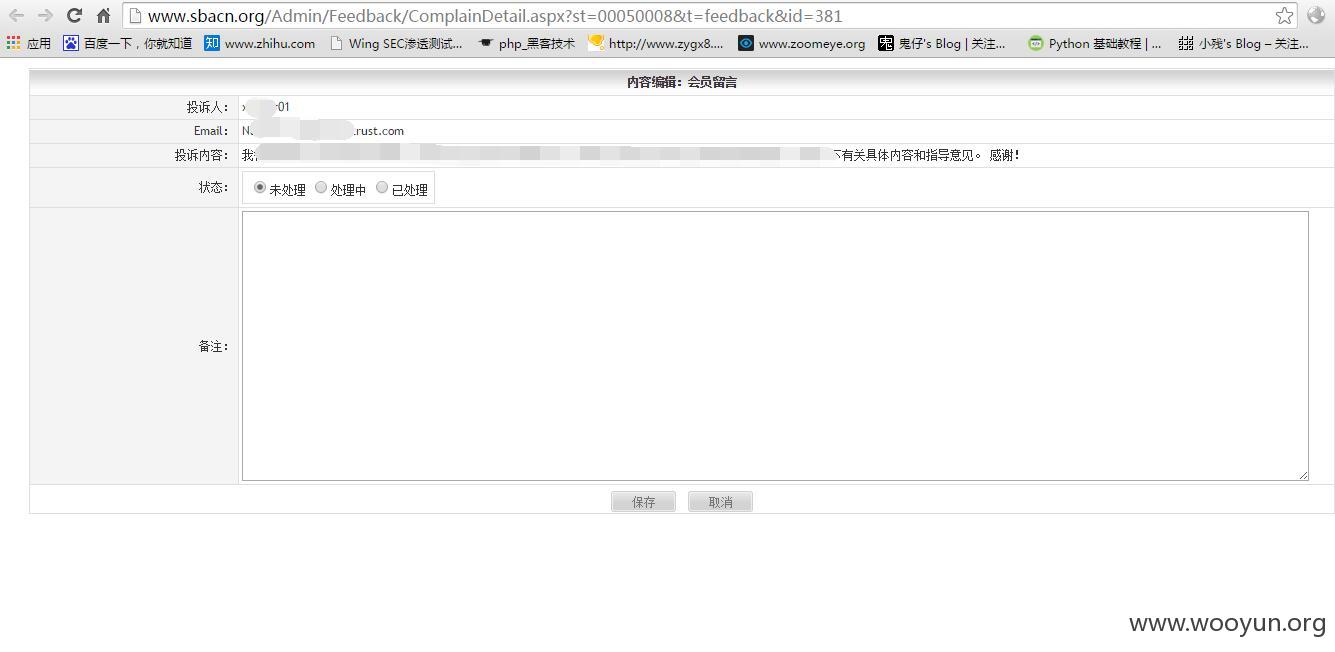 www.sbacn.org/Admin/Feedback/ComplainDetail.aspx?st=00050008&t=feedback&id=381
应用 百度一下，你就知道 www.zhihu.com Wing SEC渗透测试... php_黑客技术 http://www.zygx8.... www.zoomeye.org 鬼仔's Blog | 关注... Python 基础教程 | ... 小残's Blog – 关注...
内容编辑：会员留言
投诉人： r01
Email： .rust.com
投诉内容： 有关具体内容和指导意见。 感谢！
状态： 未处理 处理中 已处理
备注：
保存 取消
www.wooyun.org